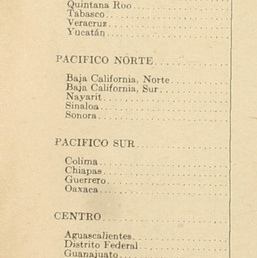 Quintana Roo
Tabasco
Veracruz
Yucatán
PACIFICO NORTE
Baja California, Norte
Baja California, Sur
Nayarit
Sinaloa
Sonora
PACIFICO SUR
Colima
Chiapas
Guerrero
Oaxaca
CENTRO
Aguascalientes
Distrito Federal
Guanajuato